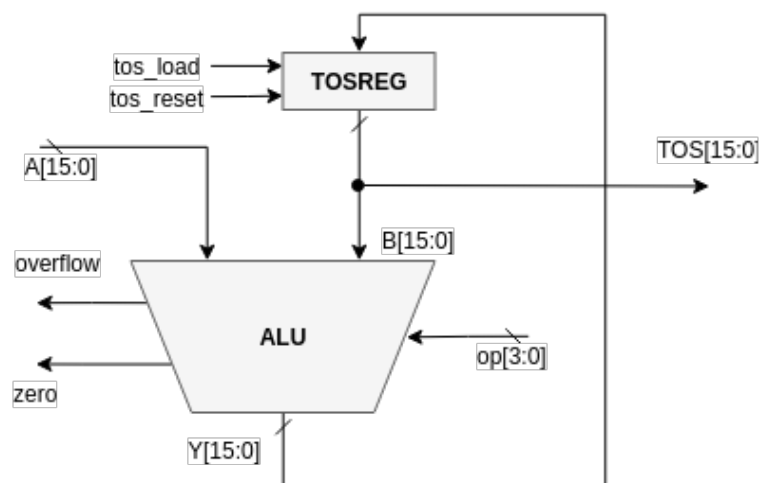 tos_load
TOSREG
tos_reset
A[15:0]
TOS[15:0]
B[15:0]
overflow
ALU
op[3:0]
zero
Y[15:0]